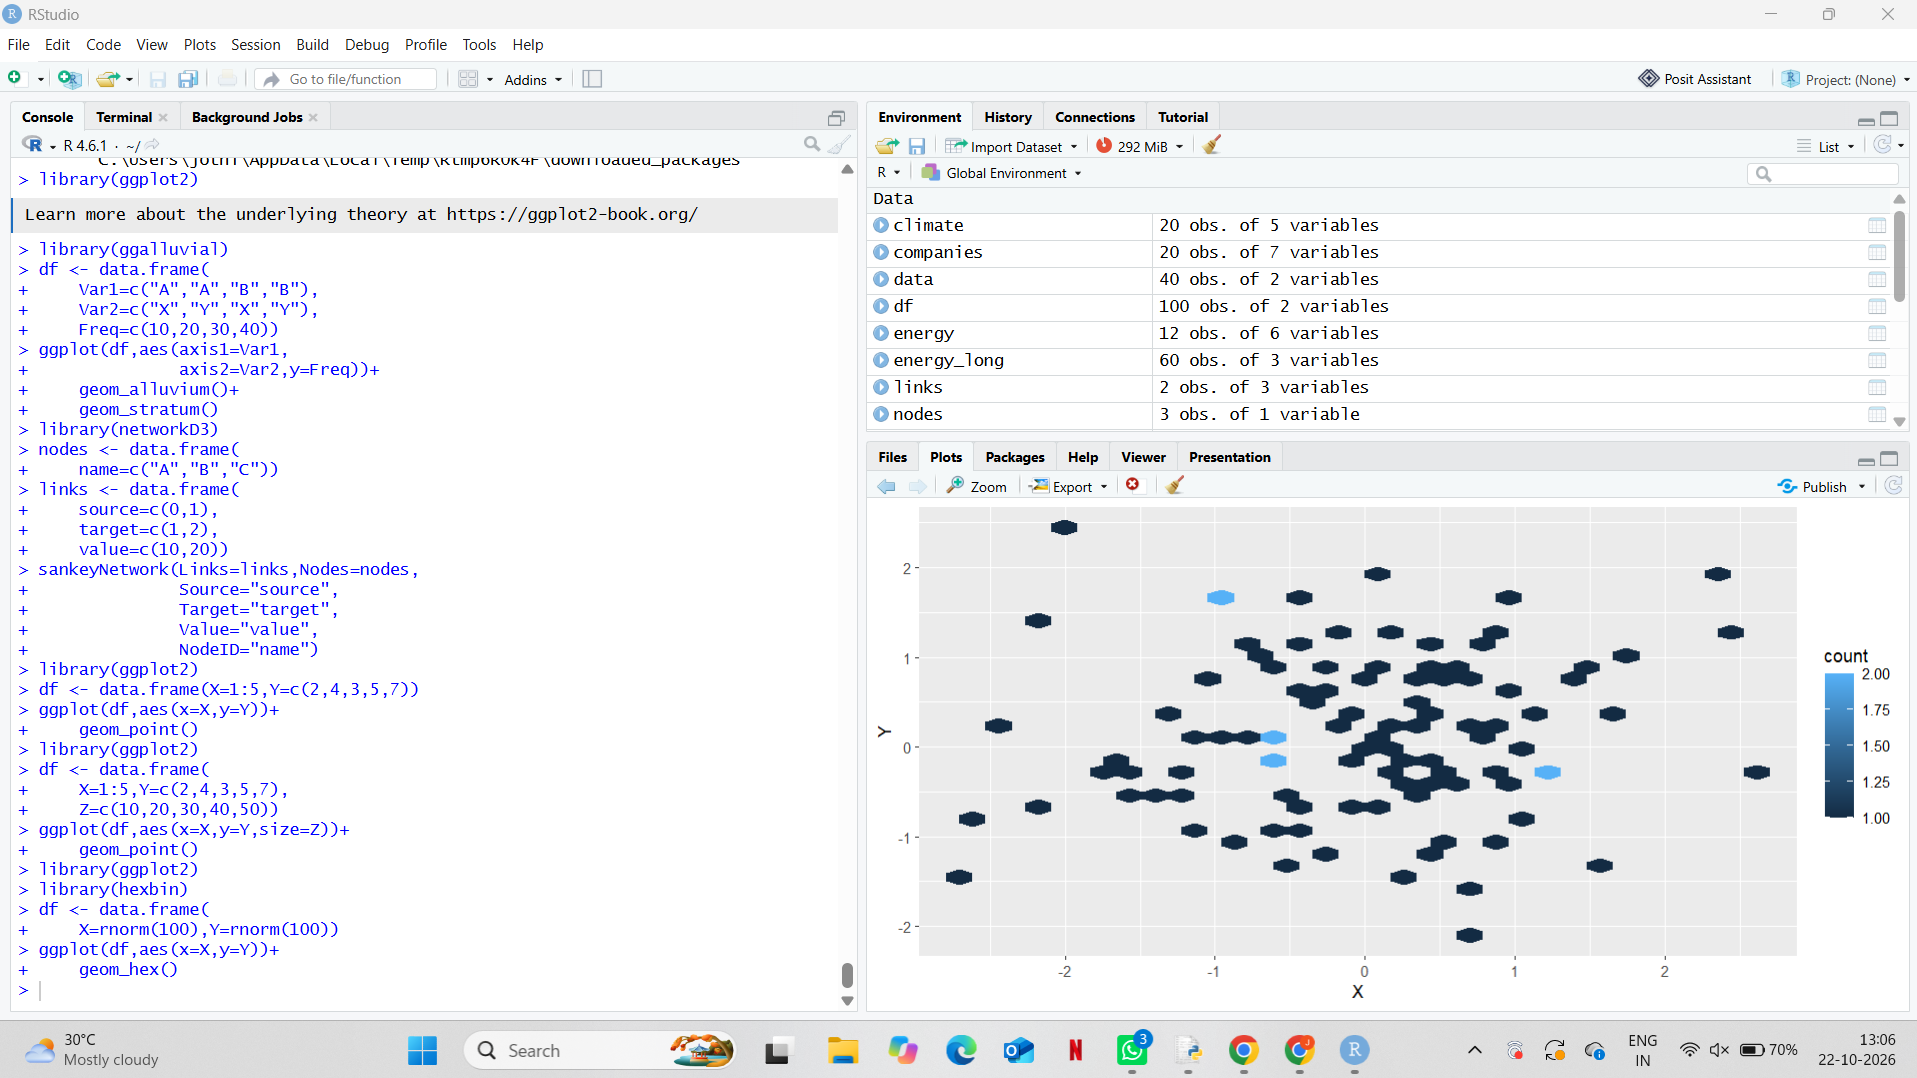 RStudio
File Edit Code View Plots Session Build Debug Profile Tools Help
Go to file/function Addins Posit Assistant Project: (None)
Console Terminal Background Jobs
R 4.6.1 · ~/
C:\Users\jothi\AppData\Local\Temp\Rtmp6R0k4F\downloaded_packages
> library(ggplot2)
Learn more about the underlying theory at https://ggplot2-book.org/
> library(ggalluvial)
> df <- data.frame(
+     Var1=c("A","A","B","B"),
+     Var2=c("X","Y","X","Y"),
+     Freq=c(10,20,30,40))
> ggplot(df,aes(axis1=Var1,
+               axis2=Var2,y=Freq))+
+     geom_alluvium()+
+     geom_stratum()
> library(networkD3)
> nodes <- data.frame(
+     name=c("A","B","C"))
> links <- data.frame(
+     source=c(0,1),
+     target=c(1,2),
+     value=c(10,20))
> sankeyNetwork(Links=links,Nodes=nodes,
+               Source="source",
+               Target="target",
+               Value="value",
+               NodeID="name")
> library(ggplot2)
> df <- data.frame(X=1:5,Y=c(2,4,3,5,7))
> ggplot(df,aes(x=X,y=Y))+
+     geom_point()
> library(ggplot2)
> df <- data.frame(
+     X=1:5,Y=c(2,4,3,5,7),
+     Z=c(10,20,30,40,50))
> ggplot(df,aes(x=X,y=Y,size=Z))+
+     geom_point()
> library(ggplot2)
> library(hexbin)
> df <- data.frame(
+     X=rnorm(100),Y=rnorm(100))
> ggplot(df,aes(x=X,y=Y))+
+     geom_hex()
>
Environment History Connections Tutorial
Import Dataset 292 MiB List
R Global Environment
Data
climate 20 obs. of 5 variables
companies 20 obs. of 7 variables
data 40 obs. of 2 variables
df 100 obs. of 2 variables
energy 12 obs. of 6 variables
energy_long 60 obs. of 3 variables
links 2 obs. of 3 variables
nodes 3 obs. of 1 variable
Files Plots Packages Help Viewer Presentation
Zoom Export Publish
2
1
0
-1
-2
Y
-2 -1 0 1 2
X
count
2.00
1.75
1.50
1.25
1.00
30°C
Mostly cloudy
Search
3
ENG
IN
70%
13:06
22-10-2026